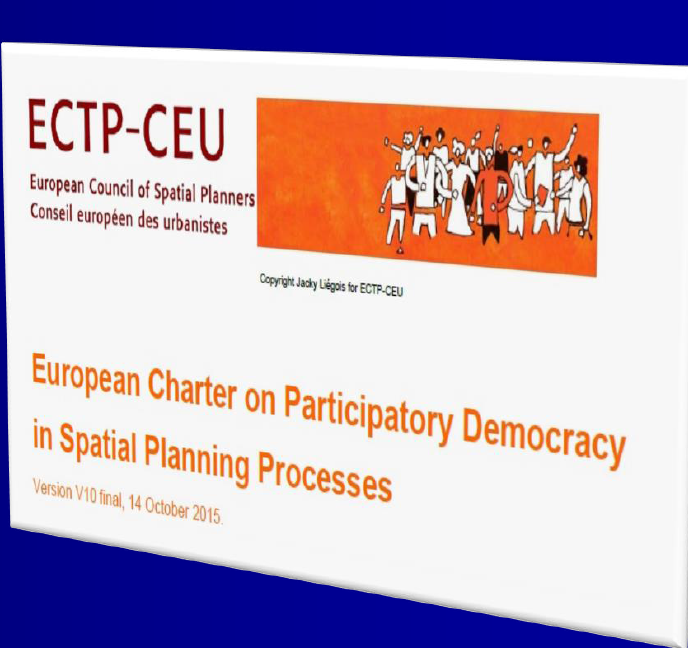 ECTP-CEU
European Council of Spatial Planners
Conseil européen des urbanistes
Copyright Jacky Liégois for ECTP-CEU
European Charter on Participatory Democracy
in Spatial Planning Processes
Version V10 final, 14 October 2015.